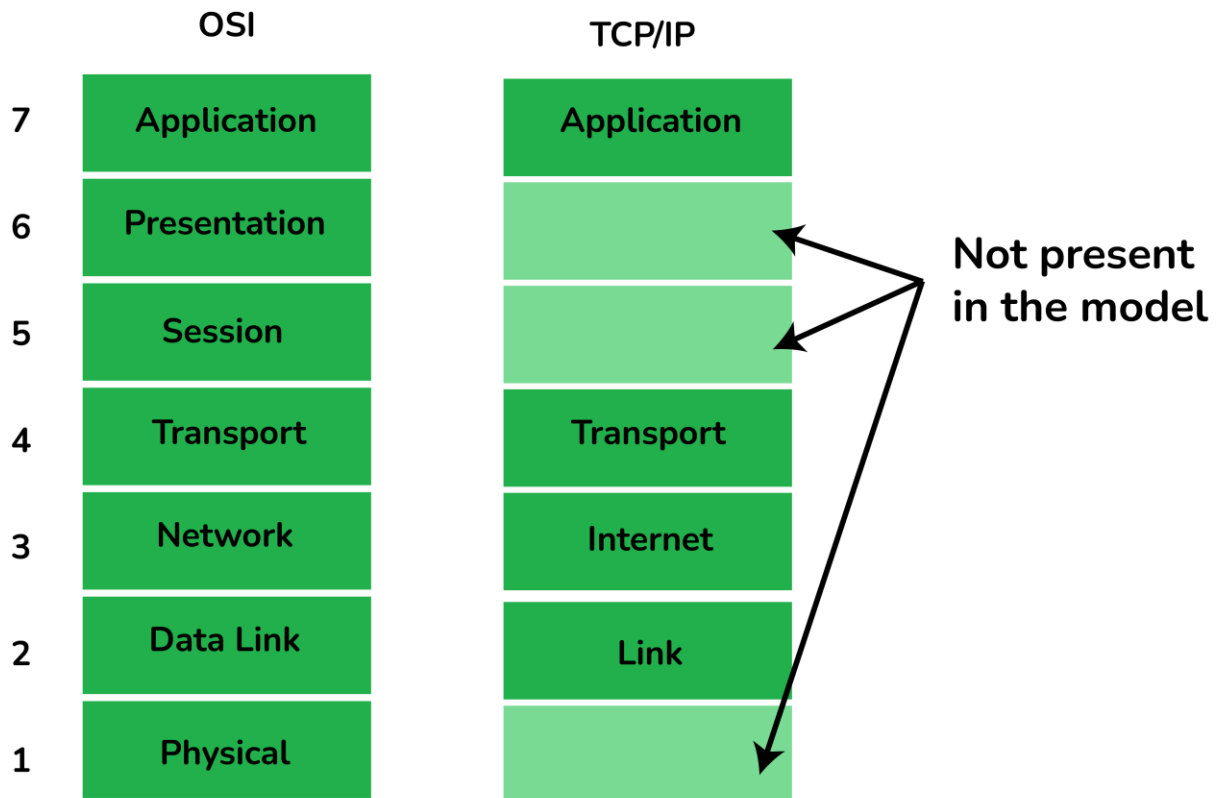 OSI
TCP/IP
7
Application
Application
6
Presentation
Not present
in the model
5
Session
4
Transport
Transport
3
Network
Internet
2
Data Link
Link
1
Physical